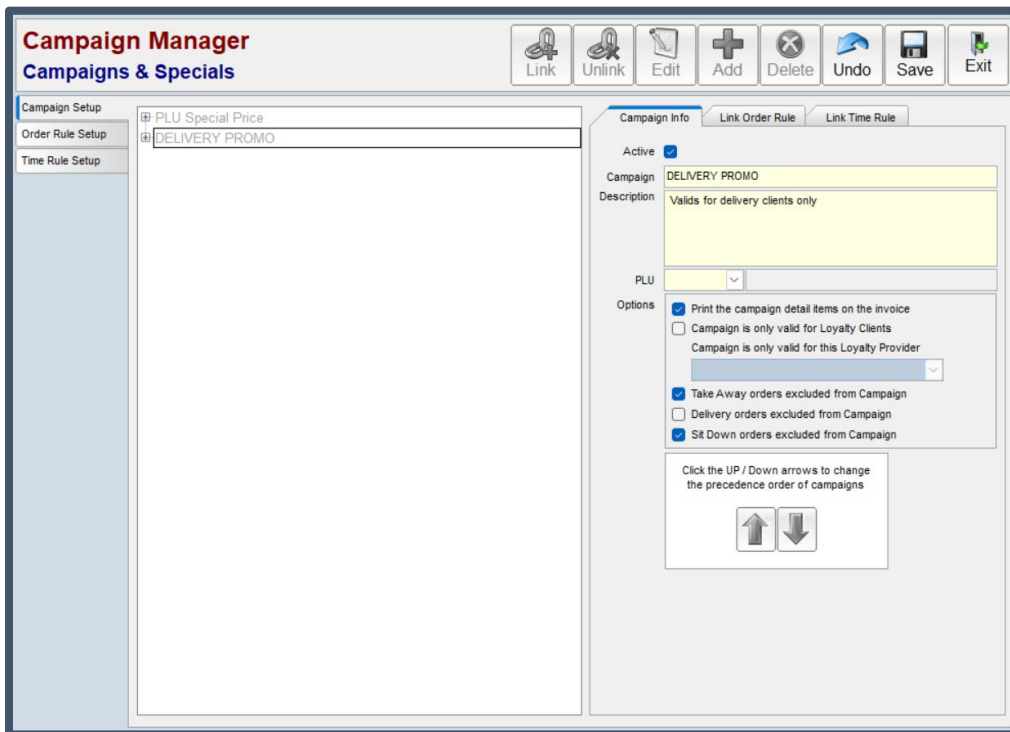 Campaign Manager
Campaigns & Specials
Link
Unlink
Edit
Add
Delete
Undo
Save
Exit
Campaign Setup
Order Rule Setup
Time Rule Setup
PLU Special Price
DELIVERY PROMO
Campaign Info
Link Order Rule
Link Time Rule
Active
Campaign
DELIVERY PROMO
Description
Valids for delivery clients only
PLU
Options
Print the campaign detail items on the invoice
Campaign is only valid for Loyalty Clients
Campaign is only valid for this Loyalty Provider
Take Away orders excluded from Campaign
Delivery orders excluded from Campaign
Sit Down orders excluded from Campaign
Click the UP / Down arrows to change
the precedence order of campaigns